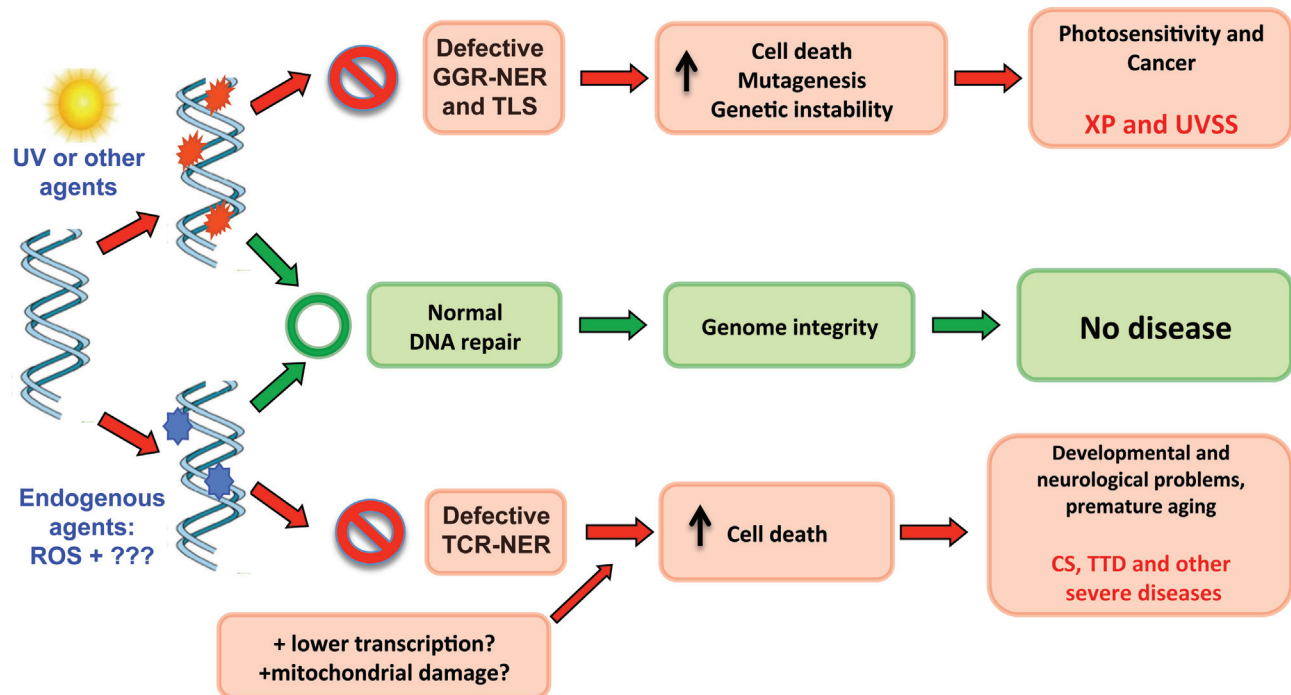 UV or other
agents
Defective
GGR-NER
and TLS
Cell death
Mutagenesis
Genetic instability
Photosensitivity and
Cancer
XP and UVSS
Normal
DNA repair
Genome integrity
No disease
Endogenous
agents:
ROS + ???
Defective
TCR-NER
Cell death
Developmental and
neurological problems,
premature aging
CS, TTD and other
severe diseases
+ lower transcription?
+mitochondrial damage?